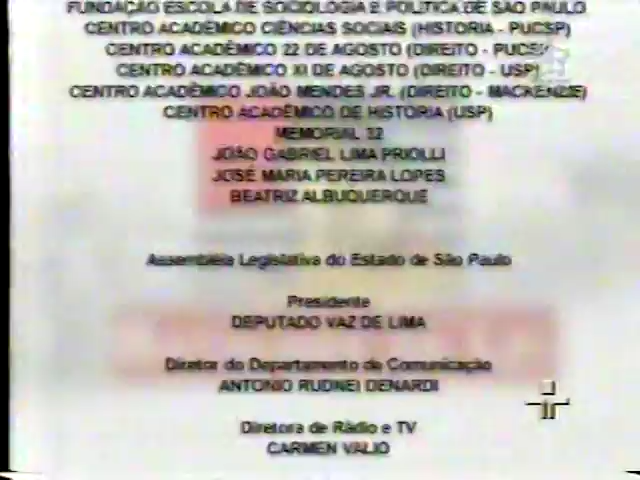 FUNDAÇÃO ESCOLA DE SOCIOLOGIA E POLÍTICA DE SÃO PAULO
CENTRO ACADÊMICO CIÊNCIAS SOCIAIS (HISTORIA - PUCSP)
CENTRO ACADÊMICO 22 DE AGOSTO (DIREITO - PUCSP)
CENTRO ACADÊMICO XI DE AGOSTO (DIREITO - USP)
CENTRO ACADÊMICO JOÃO MENDES JR. (DIREITO - MACKENZIE)
CENTRO ACADÊMICO DE HISTORIA (USP)
MEMORIAL 32
JOÃO GABRIEL LIMA PRIOLLI
JOSÉ MARIA PEREIRA LOPES
BEATRIZ ALBUQUERQUE
Assembléia Legislativa do Estado de São Paulo
Presidente
DEPUTADO VAZ DE LIMA
Diretor do Departamento de Comunicação
ANTONIO RUDNEI DENARDI
Diretora de Rádio e TV
CARMEN VALIO